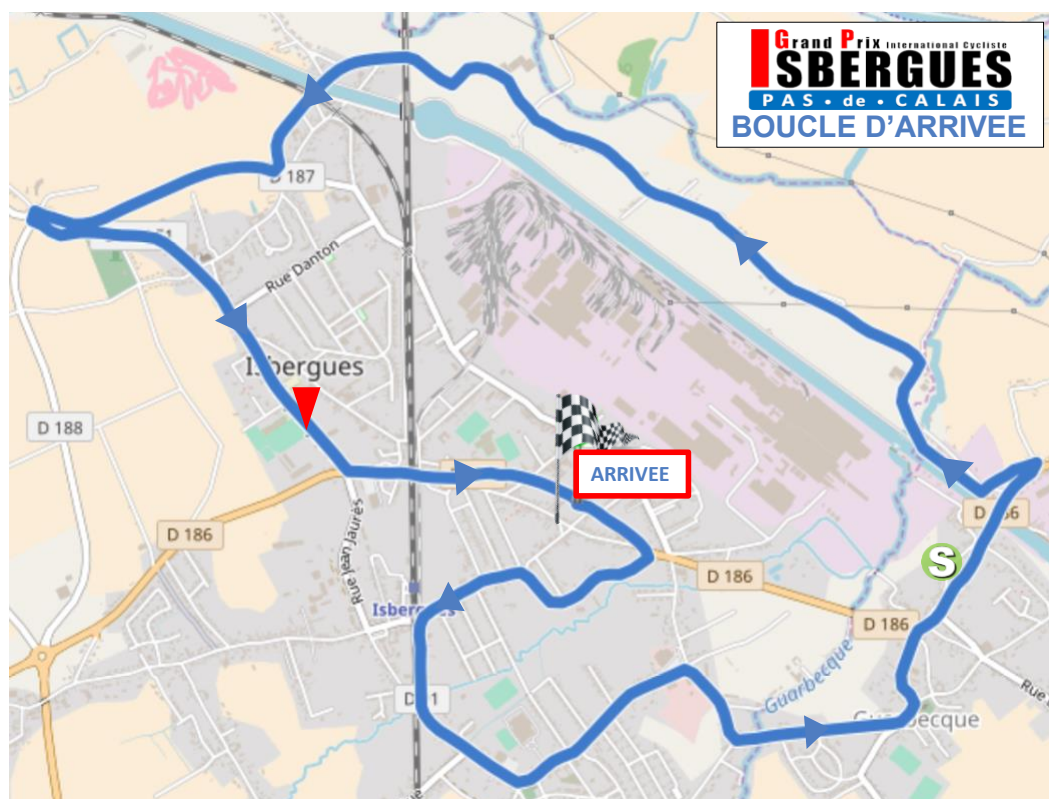 Grand Prix International Cycliste
ISBERGUES
PAS • de • CALAIS
BOUCLE D'ARRIVEE
D 187
Rue Danton
Isbergues
D 188
ARRIVEE
D 186
Rue Jean Jaurès
S
D 186
D 186
Isbergues
Guarbecque
Guarbecque
Rue